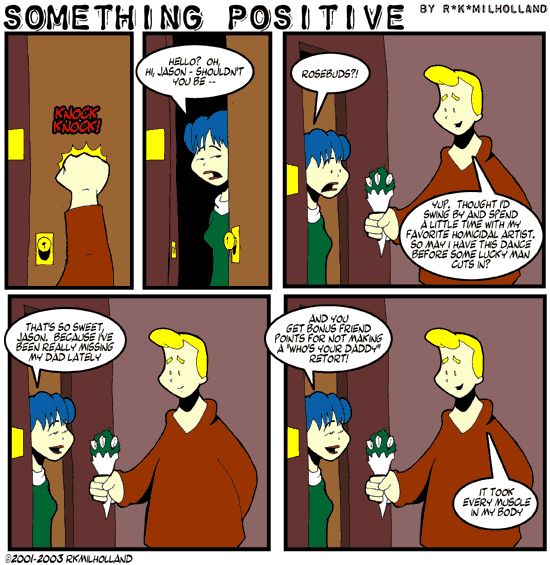 SOMETHING POSITIVE BY R*K*MILHOLLAND
KNOCK
KNOCK!
HELLO? OH,
HI, JASON - SHOULDN'T
YOU BE --
ROSEBUDS?!
YUP. THOUGHT I'D
SWING BY AND SPEND
A LITTLE TIME WITH MY
FAVORITE HOMICIDAL ARTIST.
SO MAY I HAVE THIS DANCE
BEFORE SOME LUCKY MAN
CUTS IN?
THAT'S SO SWEET,
JASON. BECAUSE I'VE
BEEN REALLY MISSING
MY DAD LATELY
AND YOU
GET BONUS FRIEND
POINTS FOR NOT MAKING
A "WHO'S YOUR DADDY"
RETORT!
IT TOOK
EVERY MUSCLE
IN MY BODY
©2001-2003 RKMILHOLLAND